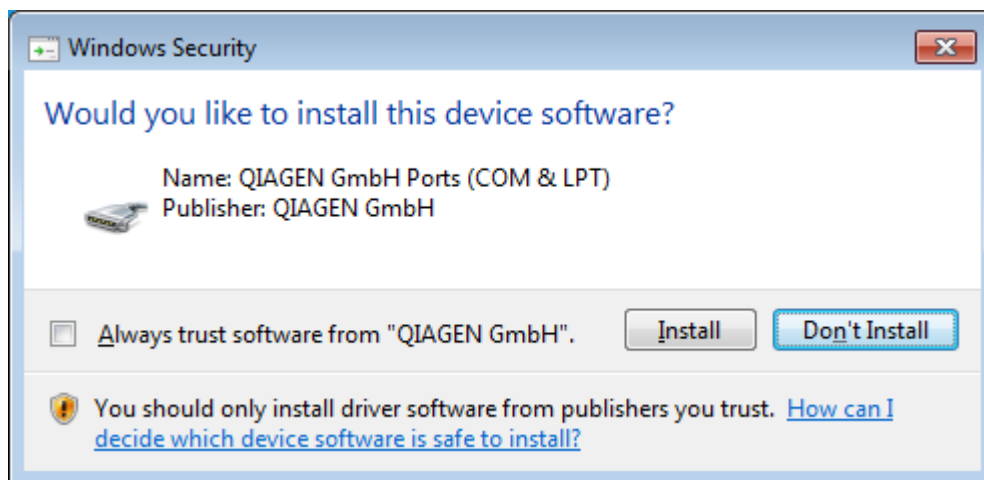 Windows Security
Would you like to install this device software?
Name: QIAGEN GmbH Ports (COM & LPT)
Publisher: QIAGEN GmbH
Always trust software from "QIAGEN GmbH".
Install
Don't Install
You should only install driver software from publishers you trust. How can I
decide which device software is safe to install?